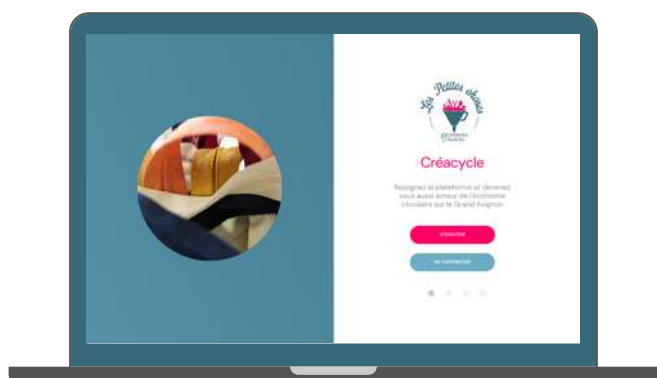 Les Petites choses
Créacycle
Rejoignez la plateforme et devenez
vous aussi acteur de l'économie
circulaire sur le Grand Avignon
s'inscrire
se connecter